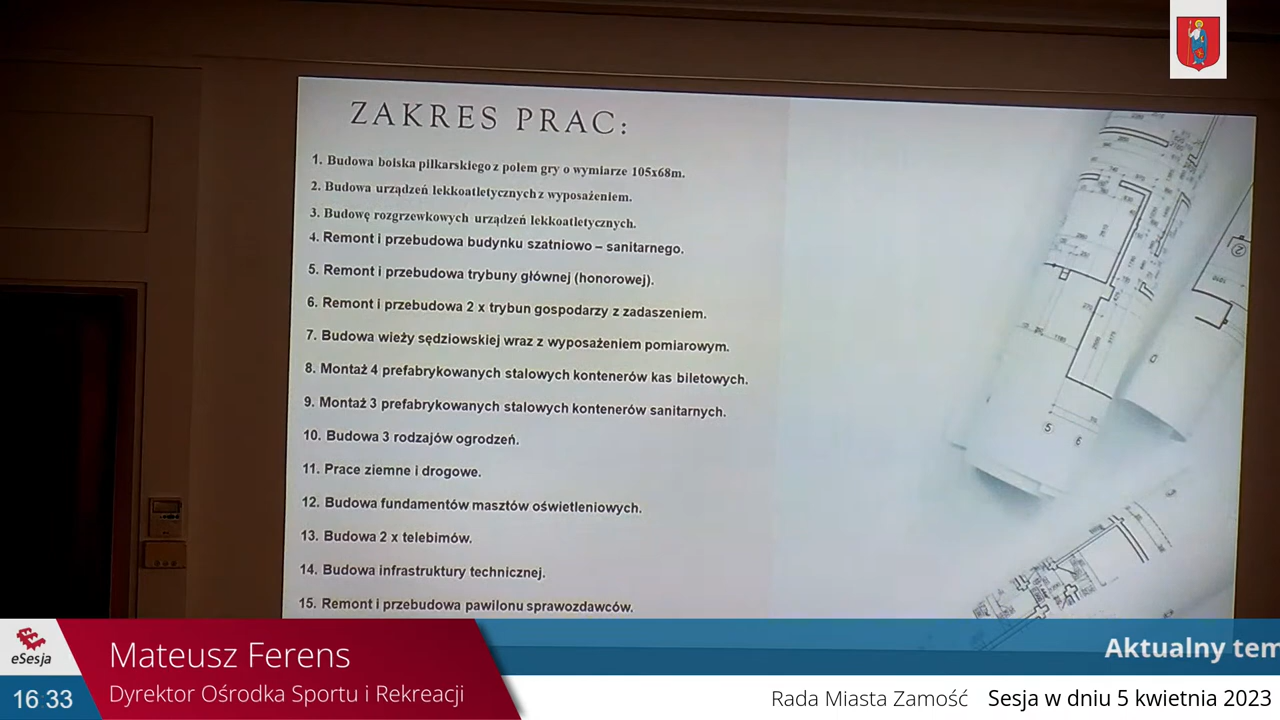 ZAKRES PRAC:
1. Budowa boiska piłkarskiego z polem gry o wymiarze 105x68m.
2. Budowa urządzeń lekkoatletycznych z wyposażeniem.
3. Budowę rozgrzewkowych urządzeń lekkoatletycznych.
4. Remont i przebudowa budynku szatniowo – sanitarnego.
5. Remont i przebudowa trybuny głównej (honorowej).
6. Remont i przebudowa 2 x trybun gospodarzy z zadaszeniem.
7. Budowa wieży sędziowskiej wraz z wyposażeniem pomiarowym.
8. Montaż 4 prefabrykowanych stalowych kontenerów kas biletowych.
9. Montaż 3 prefabrykowanych stalowych kontenerów sanitarnych.
10. Budowa 3 rodzajów ogrodzeń.
11. Prace ziemne i drogowe.
12. Budowa fundamentów masztów oświetleniowych.
13. Budowa 2 x telebimów.
14. Budowa infrastruktury technicznej.
15. Remont i przebudowa pawilonu sprawozdawców.
eSesja
Mateusz Ferens
Aktualny tem
16:33
Dyrektor Ośrodka Sportu i Rekreacji
Rada Miasta Zamość Sesja w dniu 5 kwietnia 2023